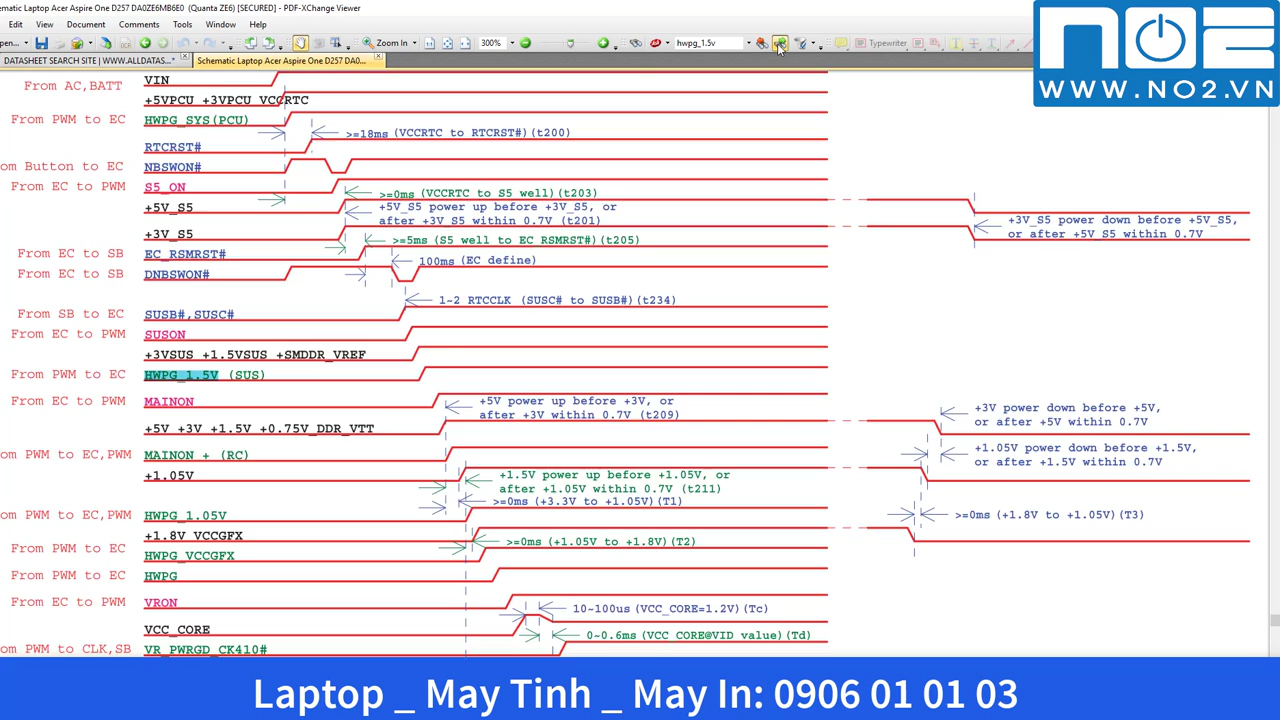 schematic Laptop Acer Aspire One D257 DA0ZE6MB6E0 (Quanta ZE6) [SECURED] - PDF-XChange Viewer
Edit View Document Comments Tools Window Help
pen... Zoom In 300% hwpg_1.5v Typewriter
DATASHEET SEARCH SITE | WWW.ALLDATAS... Schematic Laptop Acer Aspire One D257 DA0...
NO2
WWW.NO2.VN
From AC,BATT VIN
+5VPCU +3VPCU VCCRTC
From PWM to EC HWPG_SYS(PCU)
>=18ms (VCCRTC to RTCRST#)(t200)
RTCRST#
om Button to EC NBSWON#
From EC to PWM S5_ON
>=0ms (VCCRTC to S5 well)(t203)
+5V_S5
+5V_S5 power up before +3V_S5, or
after +3V S5 within 0.7V (t201)
+3V_S5 power down before +5V_S5,
or after +5V S5 within 0.7V
+3V_S5
>=5ms (S5 well to EC RSMRST#)(t205)
From EC to SB EC_RSMRST#
100ms (EC define)
From EC to SB DNBSWON#
1~2 RTCCLK (SUSC# to SUSB#)(t234)
From SB to EC SUSB#,SUSC#
From EC to PWM SUSON
+3VSUS +1.5VSUS +SMDDR_VREF
From PWM to EC HWPG_1.5V (SUS)
From EC to PWM MAINON
+5V power up before +3V, or
after +3V within 0.7V (t209)
+3V power down before +5V,
or after +5V within 0.7V
+5V +3V +1.5V +0.75V_DDR_VTT
om PWM to EC,PWM MAINON + (RC)
+1.05V power down before +1.5V,
or after +1.5V within 0.7V
+1.05V
+1.5V power up before +1.05V, or
after +1.05V within 0.7V (t211)
>=0ms (+3.3V to +1.05V)(T1)
om PWM to EC,PWM HWPG_1.05V
>=0ms (+1.8V to +1.05V)(T3)
+1.8V VCCGFX
>=0ms (+1.05V to +1.8V)(T2)
From PWM to EC HWPG_VCCGFX
From PWM to EC HWPG
From EC to PWM VRON
10~100us (VCC_CORE=1.2V)(Tc)
VCC_CORE
0~0.6ms (VCC CORE@VID value)(Td)
om PWM to CLK,SB VR_PWRGD_CK410#
Laptop _ May Tinh _ May In: 0906 01 01 03